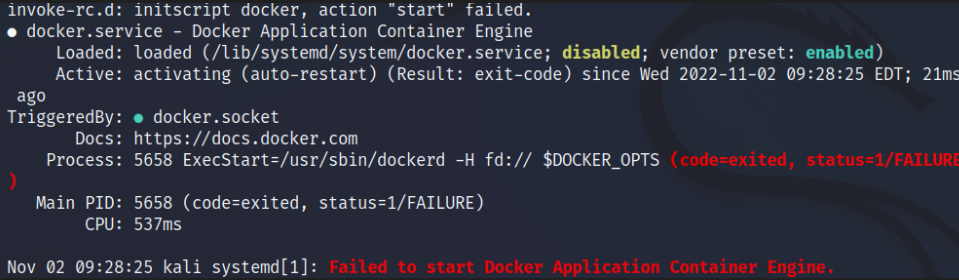 invoke-rc.d: initscript docker, action "start" failed.
● docker.service - Docker Application Container Engine
     Loaded: loaded (/lib/systemd/system/docker.service; disabled; vendor preset: enabled)
     Active: activating (auto-restart) (Result: exit-code) since Wed 2022-11-02 09:28:25 EDT; 21ms
 ago
TriggeredBy: ● docker.socket
       Docs: https://docs.docker.com
    Process: 5658 ExecStart=/usr/sbin/dockerd -H fd:// $DOCKER_OPTS (code=exited, status=1/FAILURE
)
   Main PID: 5658 (code=exited, status=1/FAILURE)
        CPU: 537ms

Nov 02 09:28:25 kali systemd[1]: Failed to start Docker Application Container Engine.